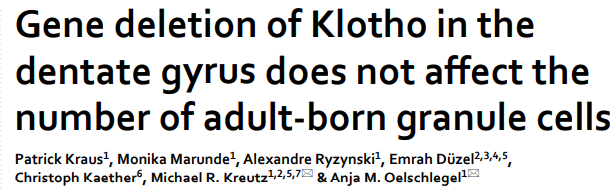 Gene deletion of Klotho in the
dentate gyrus does not affect the
number of adult-born granule cells
Patrick Kraus1, Monika Marunde1, Alexandre Ryzynski1, Emrah Düzel2,3,4,5,
Christoph Kaether6, Michael R. Kreutz1,2,5,7✉ & Anja M. Oelschlegel1✉